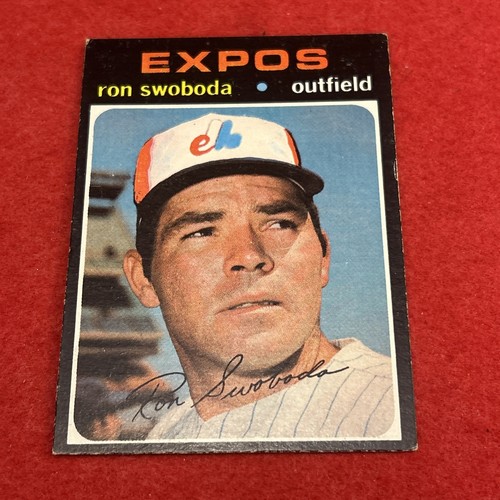 EXPOS
ron swoboda • outfield
eb
Ron Swoboda